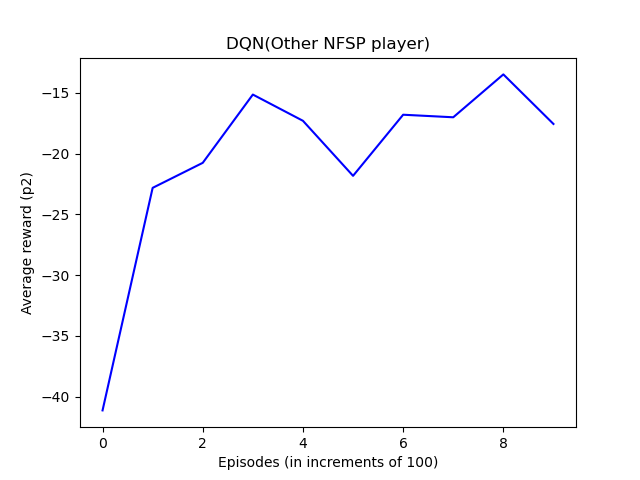 DQN(Other NFSP player)
Average reward (p2)
−15
−20
−25
−30
−35
−40
0 2 4 6 8
Episodes (in increments of 100)